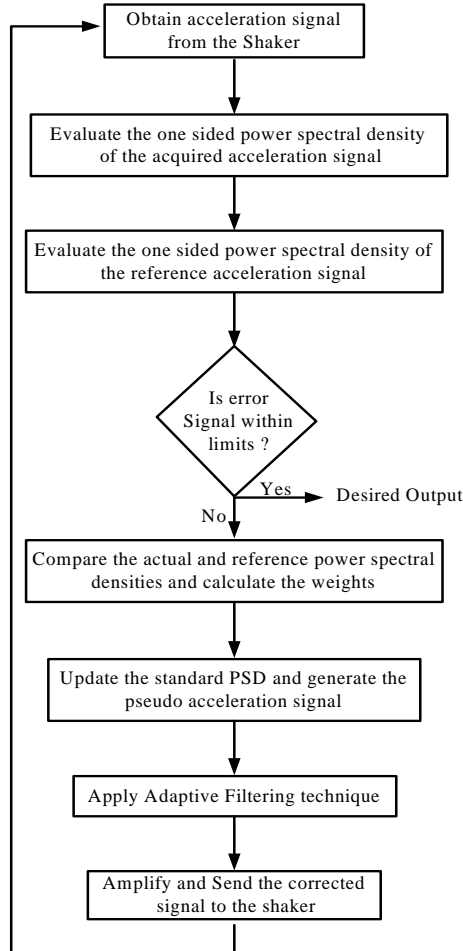 Obtain acceleration signal
from the Shaker
Evaluate the one sided power spectral density
of the acquired acceleration signal
Evaluate the one sided power spectral density of
the reference acceleration signal
Is error
Signal within
limits ?
Yes
Desired Output
No
Compare the actual and reference power spectral
densities and calculate the weights
Update the standard PSD and generate the
pseudo acceleration signal
Apply Adaptive Filtering technique
Amplify and Send the corrected
signal to the shaker